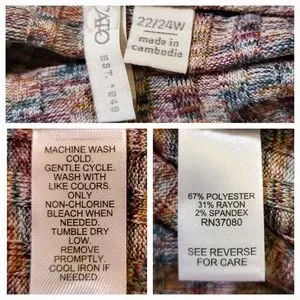 EST. 1949
22/24W
made in
cambodia
MACHINE WASH
COLD.
GENTLE CYCLE.
WASH WITH
LIKE COLORS.
ONLY
NON-CHLORINE
BLEACH WHEN
NEEDED.
TUMBLE DRY
LOW.
REMOVE
PROMPTLY.
COOL IRON IF
NEEDED.
67% POLYESTER
31% RAYON
2% SPANDEX
RN37080
SEE REVERSE
FOR CARE